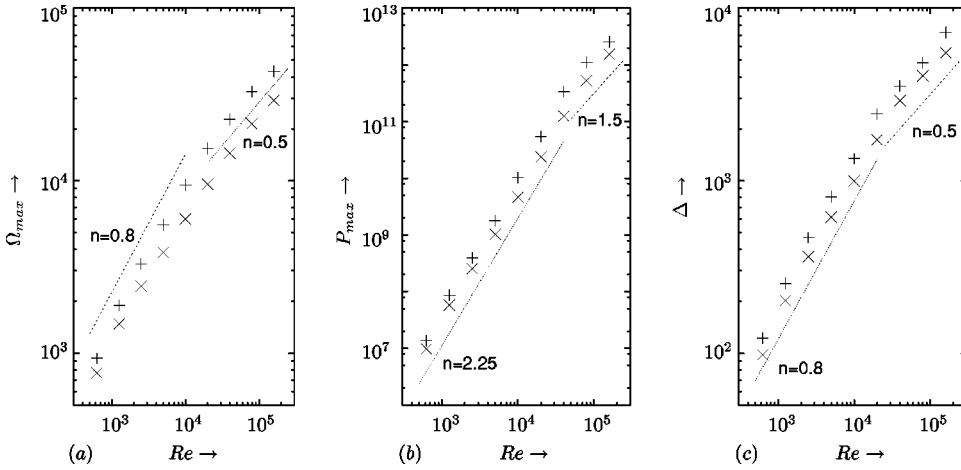 10^5
10^4
10^3
Ω_max →
n=0.8
n=0.5
10^3
10^4
10^5
(a)
Re →
10^13
10^11
10^9
10^7
P_max →
n=1.5
n=2.25
10^3
10^4
10^5
(b)
Re →
10^4
10^3
10^2
Δ →
n=0.5
n=0.8
10^3
10^4
10^5
(c)
Re →